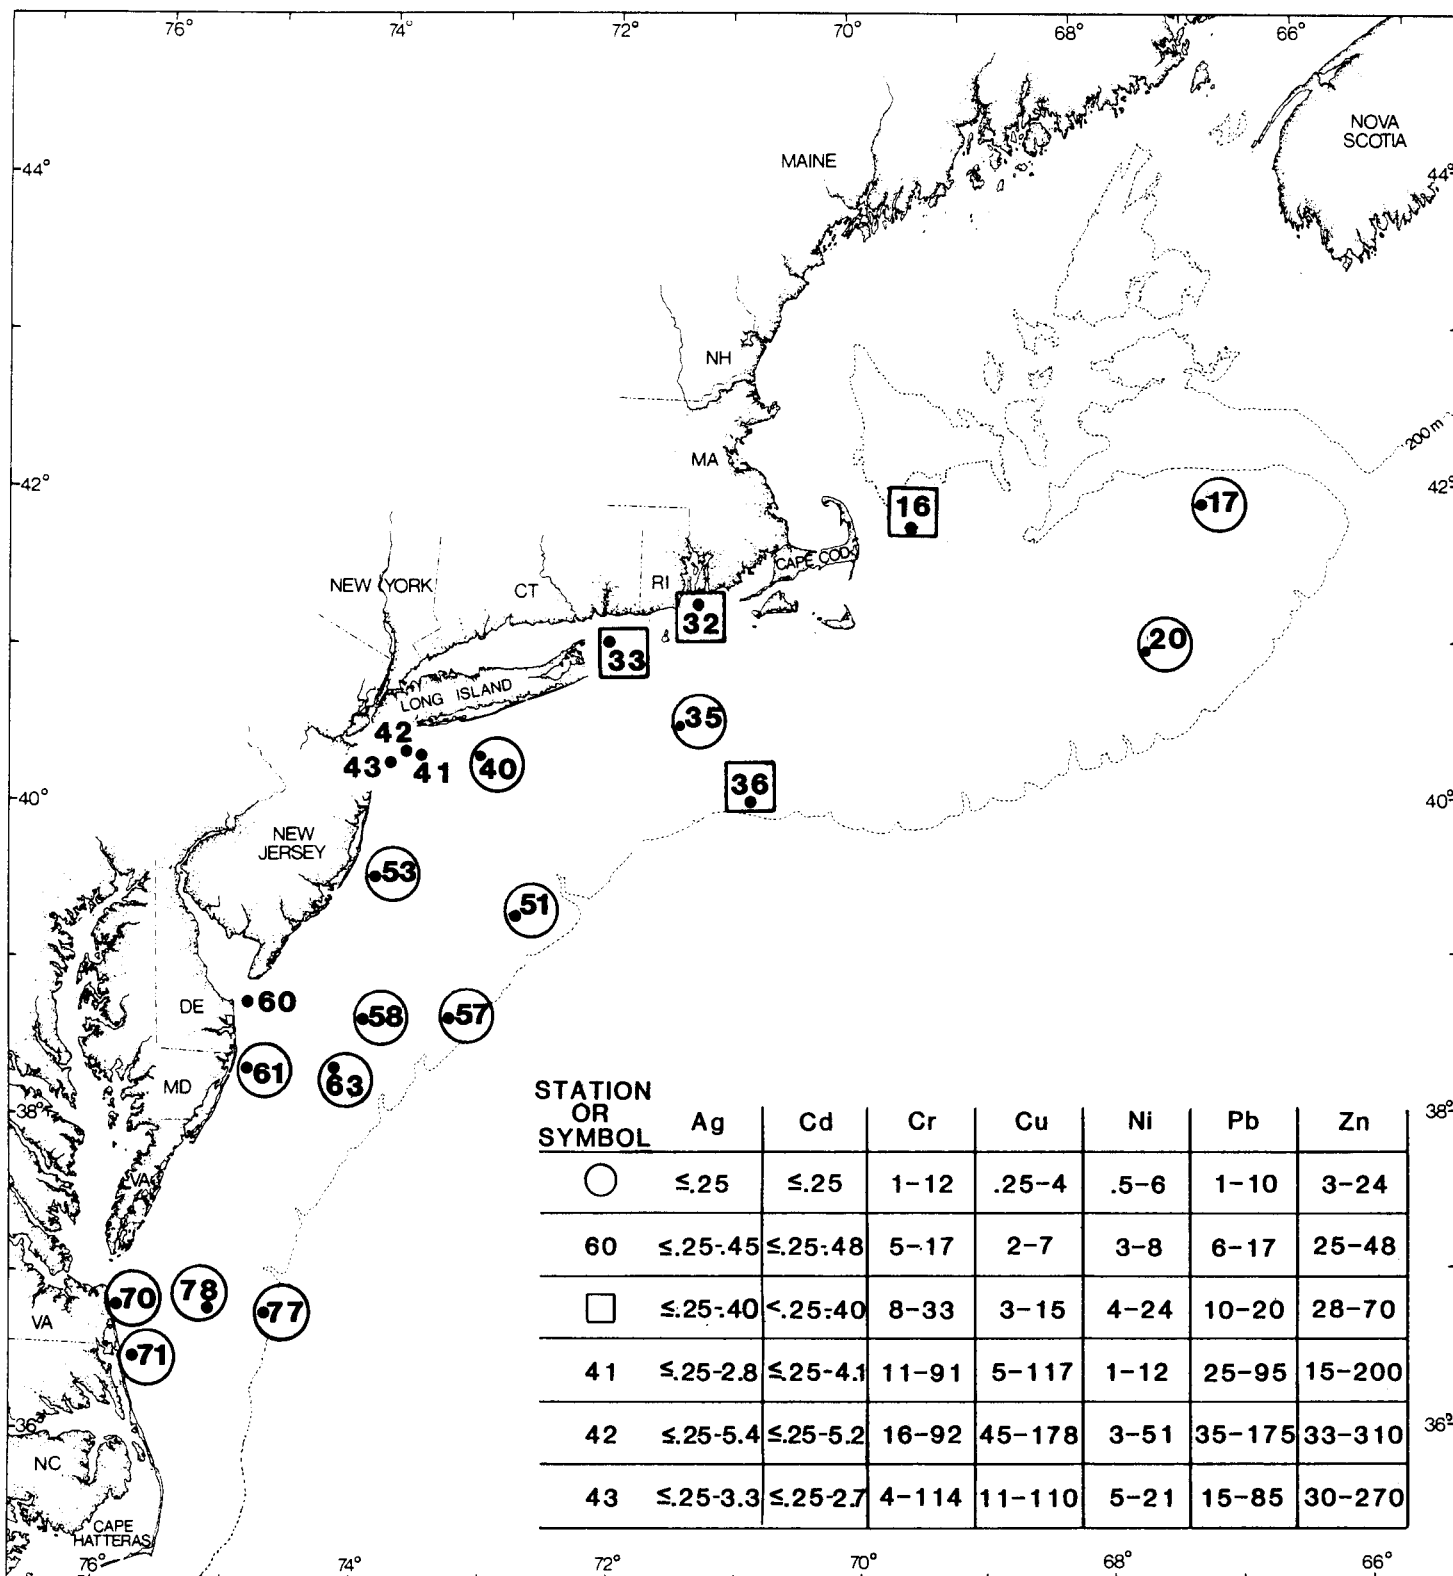 76° 74° 72° 70° 68° 66°
NOVA
SCOTIA
MAINE
44° 44°
NH
200 m
MA
42° 42°
16
17
CAPE COD
NEW YORK
CT
RI
32
33
20
LONG ISLAND
35
42
43 41 40
36
40° 40°
NEW
JERSEY
53
51
DE
60
58 57
61 63
MD
38° 38°
VA
70 78 77
VA
71
36° 36°
NC
CAPE
HATTERAS
STATION
OR
SYMBOL Ag Cd Cr Cu Ni Pb Zn
≤.25 ≤.25 1-12 .25-4 .5-6 1-10 3-24
60 ≤.25-.45 ≤.25-.48 5-17 2-7 3-8 6-17 25-48
≤.25-.40 <.25-.40 8-33 3-15 4-24 10-20 28-70
41 ≤.25-2.8 ≤.25-4.1 11-91 5-117 1-12 25-95 15-200
42 ≤.25-5.4 ≤.25-5.2 16-92 45-178 3-51 35-175 33-310
43 ≤.25-3.3 ≤.25-2.7 4-114 11-110 5-21 15-85 30-270
76° 74° 72° 70° 68° 66°